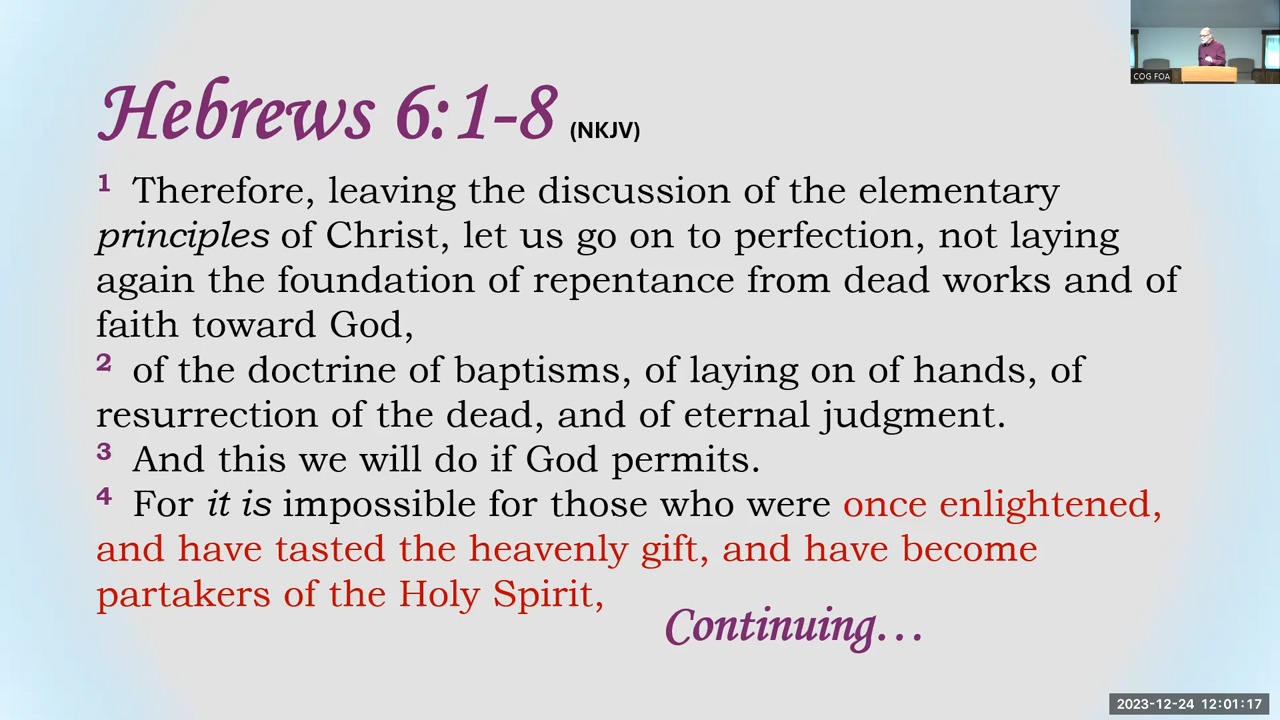 COG FOA
Hebrews 6:1-8 (NKJV)
1 Therefore, leaving the discussion of the elementary
principles of Christ, let us go on to perfection, not laying
again the foundation of repentance from dead works and of
faith toward God,
2 of the doctrine of baptisms, of laying on of hands, of
resurrection of the dead, and of eternal judgment.
3 And this we will do if God permits.
4 For it is impossible for those who were once enlightened,
and have tasted the heavenly gift, and have become
partakers of the Holy Spirit,
Continuing…
2023-12-24 12:01:17